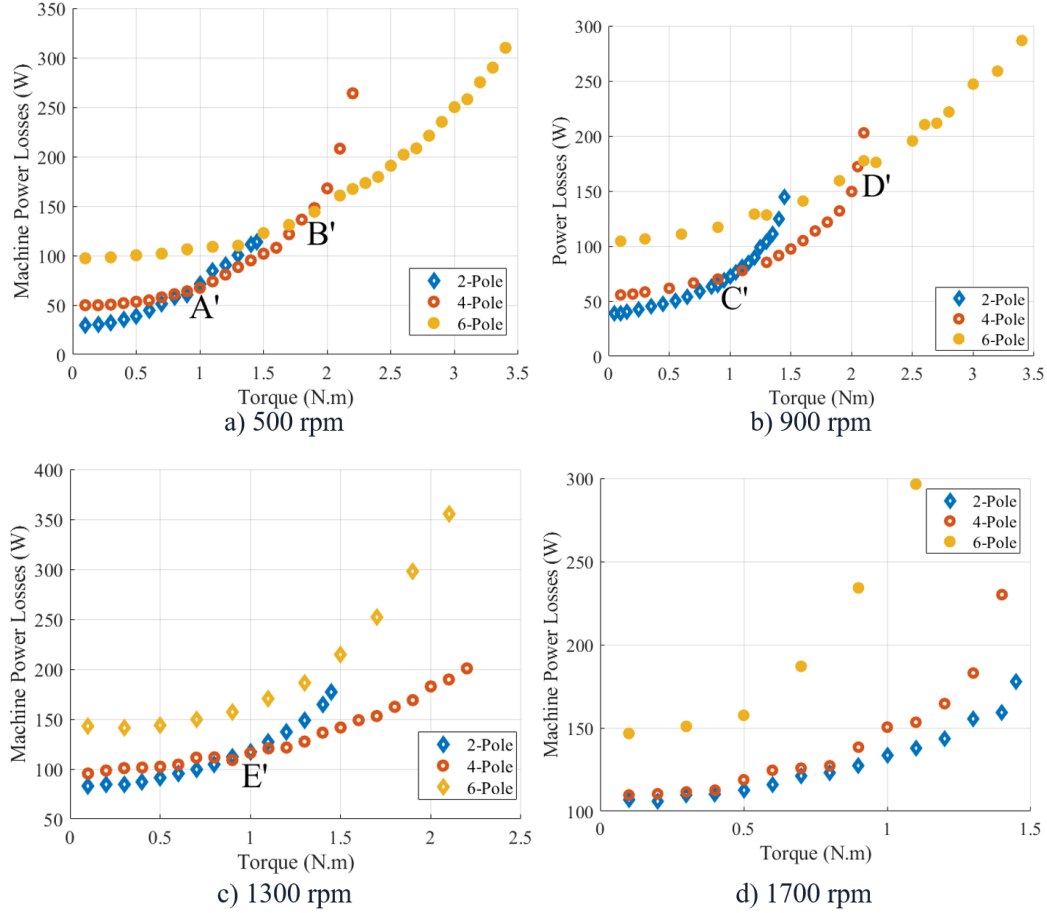 Machine Power Losses (W)
350
300
250
200
150
100
50
0
A'
B'
2-Pole
4-Pole
6-Pole
0
0.5
1
1.5
2
2.5
3
3.5
Torque (N.m)
a) 500 rpm
Power Losses (W)
300
250
200
150
100
50
0
C'
D'
2-Pole
4-Pole
6-Pole
0
0.5
1
1.5
2
2.5
3
3.5
Torque (Nm)
b) 900 rpm
Machine Power Losses (W)
400
350
300
250
200
150
100
50
E'
2-Pole
4-Pole
6-Pole
0
0.5
1
1.5
2
2.5
Torque (N.m)
c) 1300 rpm
Machine Power Losses (W)
300
250
200
150
100
2-Pole
4-Pole
6-Pole
0
0.5
1
1.5
Torque (N.m)
d) 1700 rpm